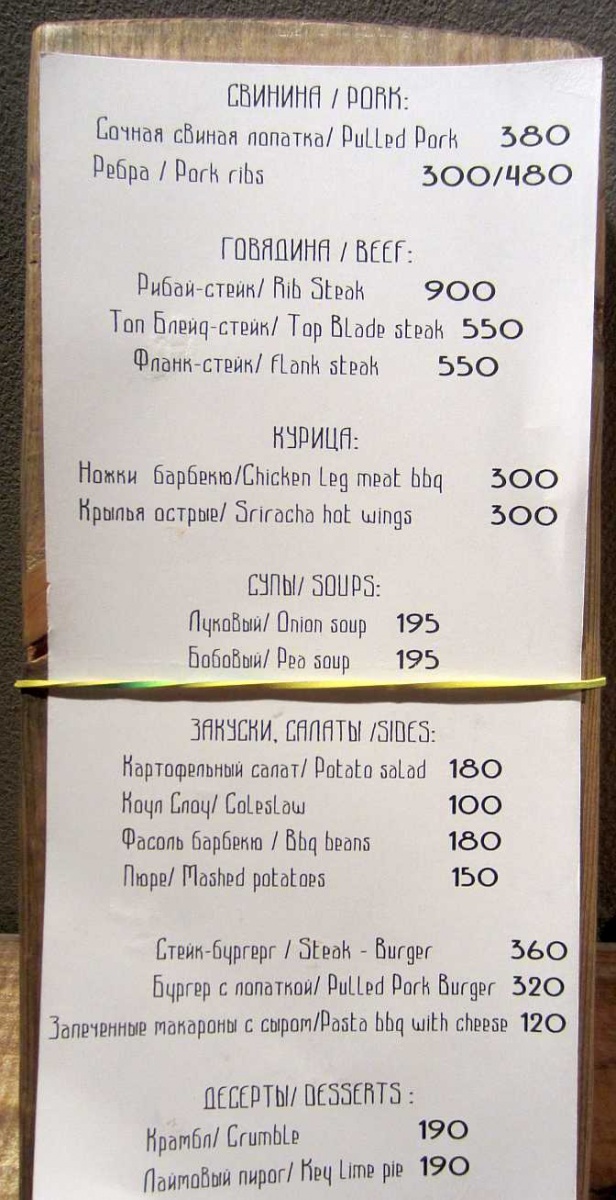 СВИНИНА / PORK:
Сочная свиная лопатка/ Pulled Pork 380
Ребра / Pork ribs 300/480
ГОВЯДИНА / BEEF:
Рибай-стейк/ Rib Steak 900
Топ Блейд-стейк/ Top Blade steak 550
Фланк-стейк/ flank steak 550
КУРИЦА:
Ножки барбекю/Chicken Leg meat bbq 300
Крылья острые/ Sriracha hot wings 300
СУПЫ/ SOUPS:
Луковый/ Onion soup 195
Бобовый/ Pea soup 195
ЗАКУСКИ, САЛАТЫ /SIDES:
Картофельный салат/ Potato salad 180
Коул Слоу/ Coleslaw 100
Фасоль барбекю / Bbq beans 180
Пюре/ Mashed potatoes 150
Стейк-бургерг / Steak - Burger 360
Бургер с лопаткой/ Pulled Pork Burger 320
Запеченные макароны с сыром/Pasta bbq with cheese 120
ДЕСЕРТЫ/ DESSERTS :
Крамбл/ Crumble 190
Лаймовый пирог/ Key Lime pie 190